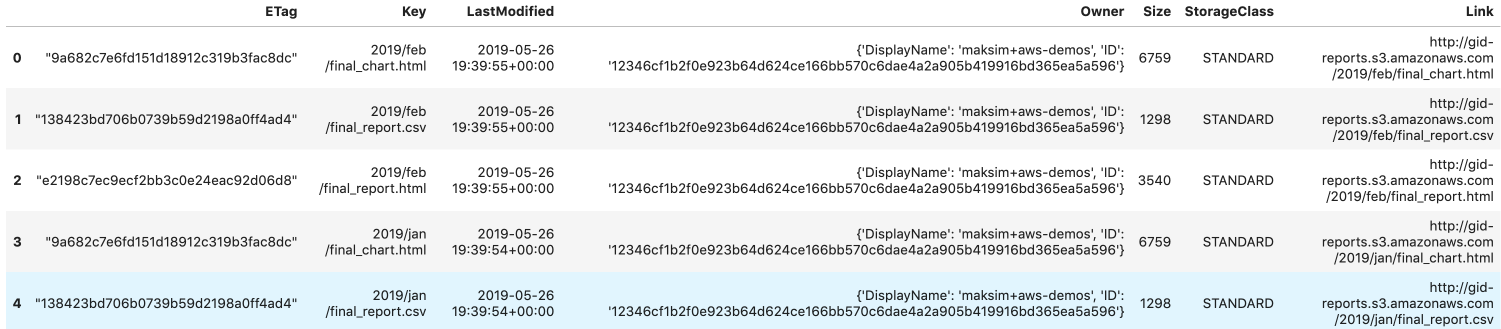 ETag Key LastModified Owner Size StorageClass Link
0 "9a682c7e6fd151d18912c319b3fac8dc" 2019/feb/final_chart.html 2019-05-26 19:39:55+00:00 {'DisplayName': 'maksim+aws-demos', 'ID': '12346cf1b2f0e923b64d624ce166bb570c6dae4a2a905b419916bd365ea5a596'} 6759 STANDARD http://gid-reports.s3.amazonaws.com/2019/feb/final_chart.html
1 "138423bd706b0739b59d2198a0ff4ad4" 2019/feb/final_report.csv 2019-05-26 19:39:55+00:00 {'DisplayName': 'maksim+aws-demos', 'ID': '12346cf1b2f0e923b64d624ce166bb570c6dae4a2a905b419916bd365ea5a596'} 1298 STANDARD http://gid-reports.s3.amazonaws.com/2019/feb/final_report.csv
2 "e2198c7ec9ecf2bb3c0e24eac92d06d8" 2019/feb/final_report.html 2019-05-26 19:39:55+00:00 {'DisplayName': 'maksim+aws-demos', 'ID': '12346cf1b2f0e923b64d624ce166bb570c6dae4a2a905b419916bd365ea5a596'} 3540 STANDARD http://gid-reports.s3.amazonaws.com/2019/feb/final_report.html
3 "9a682c7e6fd151d18912c319b3fac8dc" 2019/jan/final_chart.html 2019-05-26 19:39:54+00:00 {'DisplayName': 'maksim+aws-demos', 'ID': '12346cf1b2f0e923b64d624ce166bb570c6dae4a2a905b419916bd365ea5a596'} 6759 STANDARD http://gid-reports.s3.amazonaws.com/2019/jan/final_chart.html
4 "138423bd706b0739b59d2198a0ff4ad4" 2019/jan/final_report.csv 2019-05-26 19:39:54+00:00 {'DisplayName': 'maksim+aws-demos', 'ID': '12346cf1b2f0e923b64d624ce166bb570c6dae4a2a905b419916bd365ea5a596'} 1298 STANDARD http://gid-reports.s3.amazonaws.com/2019/jan/final_report.csv